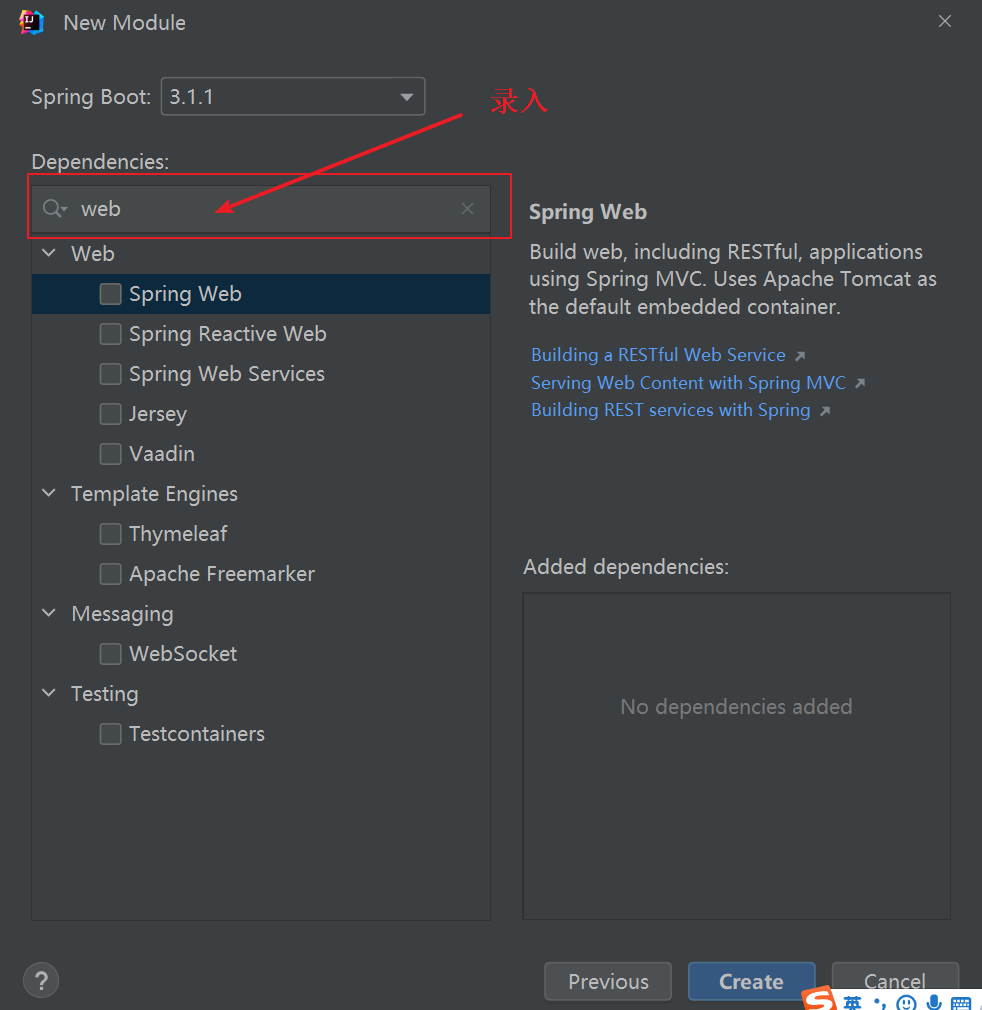 New Module
Spring Boot: 3.1.1
录入
Dependencies:
web
Web
Spring Web
Spring Reactive Web
Spring Web Services
Jersey
Vaadin
Template Engines
Thymeleaf
Apache Freemarker
Messaging
WebSocket
Testing
Testcontainers
Spring Web
Build web, including RESTful, applications
using Spring MVC. Uses Apache Tomcat as
the default embedded container.
Building a RESTful Web Service
Serving Web Content with Spring MVC
Building REST services with Spring
Added dependencies:
No dependencies added
?
Previous
Create
Cancel
英